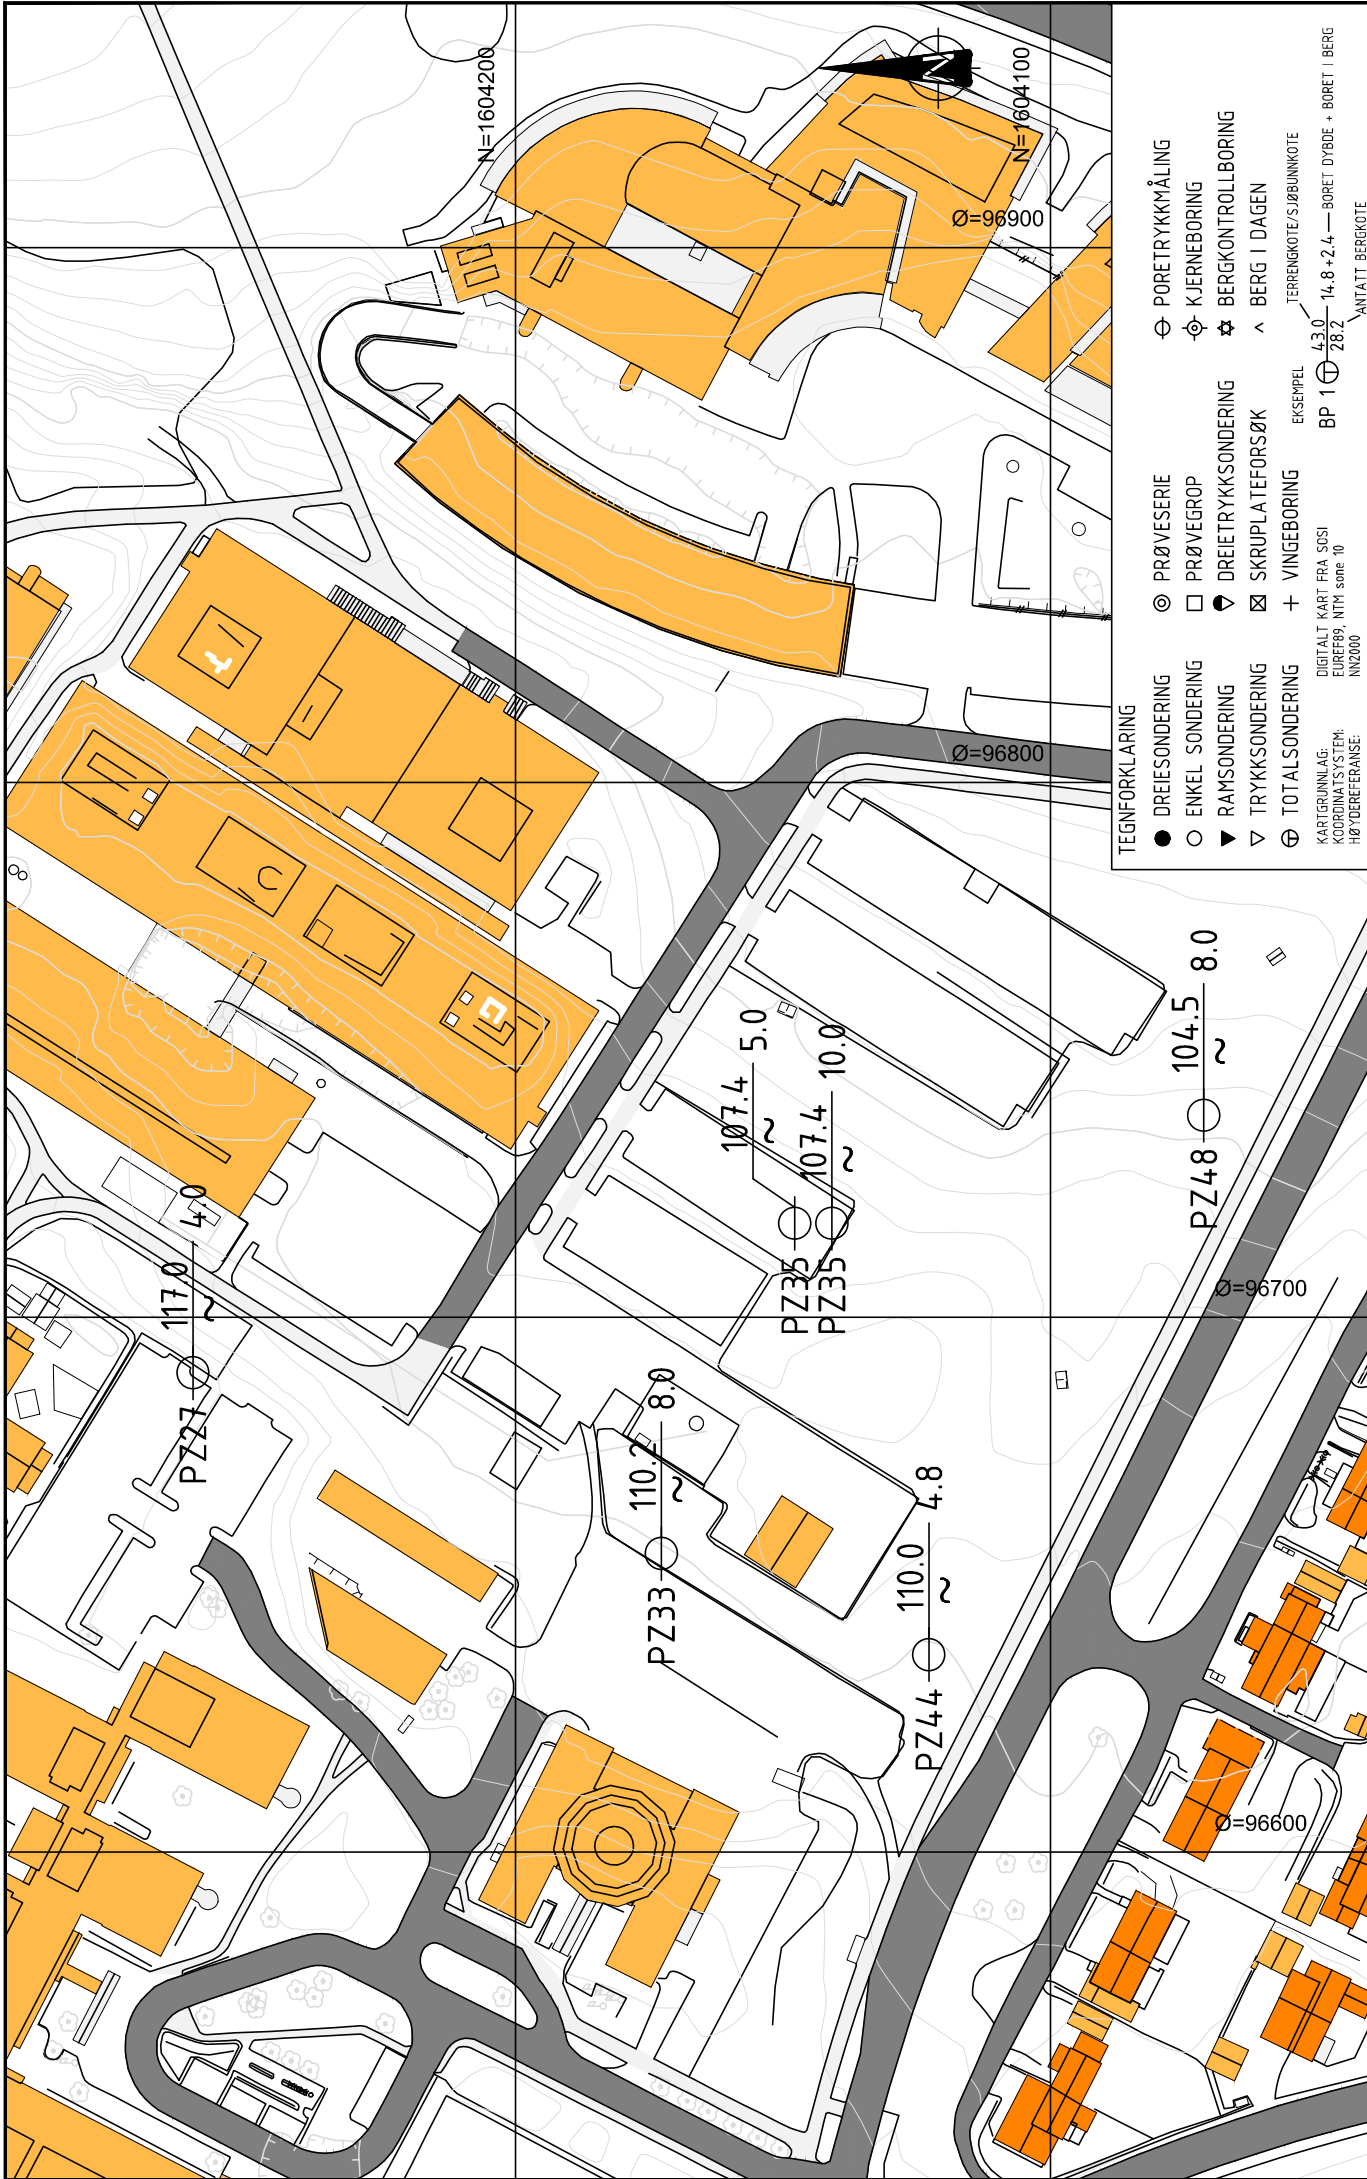 N=1604200
N=1604100
Ø=96900
Ø=96800
Ø=96700
Ø=96600
N
PZ27 117.0 4.0
~
PZ33 110.2 8.0
~
PZ35 107.4 5.0
~
PZ35 107.4 10.0
~
PZ44 110.0 4.8
~
PZ48 104.5 8.0
~
TEGNFORKLARING
DREIESONDERING
ENKEL SONDERING
RAMSONDERING
TRYKKSONDERING
TOTALSONDERING
PRØVESERIE
PRØVEGROP
DREIETRYKKSONDERING
SKRUPLATEFORSØK
VINGEBORING
PORETRYKKMÅLING
KJERNEBORING
BERGKONTROLLBORING
BERG I DAGEN
EKSEMPEL
TERRENGKOTE/SJØBUNNKOTE
BP 1 43.0 14.8+2.4 BORET DYBDE + BORET I BERG
28.2
ANTATT BERGKOTE
KARTGRUNNLAG: DIGITALT KART FRA SOSI
KOORDINATSYSTEM: EUREF89, NTM sone 10
HØYDEREFERANSE: NN2000